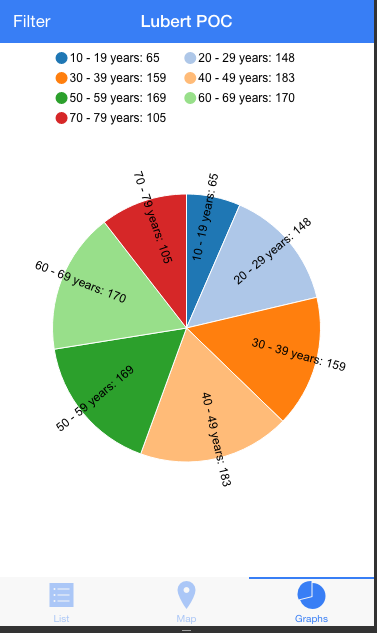 Filter Lubert POC
10 - 19 years: 65 20 - 29 years: 148
30 - 39 years: 159 40 - 49 years: 183
50 - 59 years: 169 60 - 69 years: 170
70 - 79 years: 105
70 - 79 years: 105
10 - 19 years: 65
20 - 29 years: 148
60 - 69 years: 170
30 - 39 years: 159
50 - 59 years: 169
40 - 49 years: 183
List Map Graphs